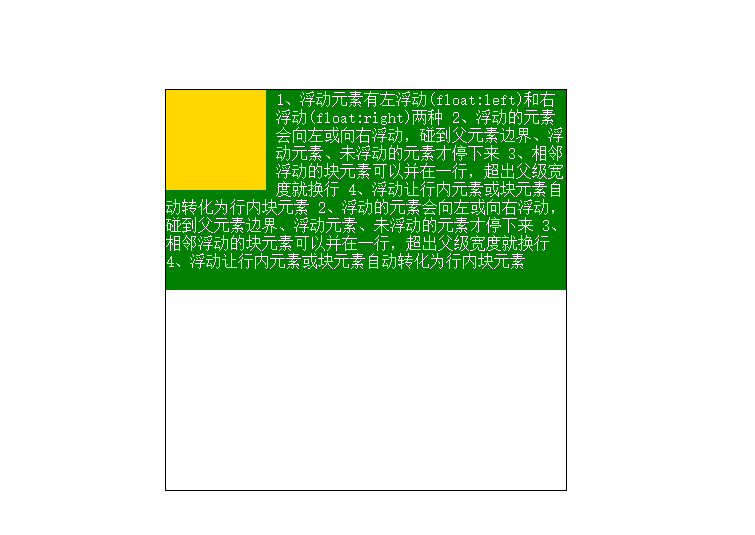 1、浮动元素有左浮动(float:left)和右
浮动(float:right)两种 2、浮动的元素
会向左或向右浮动，碰到父元素边界、浮
动元素、未浮动的元素才停下来 3、相邻
浮动的块元素可以并在一行，超出父级宽
度就换行 4、浮动让行内元素或块元素自
动转化为行内块元素 2、浮动的元素会向左或向右浮动，
碰到父元素边界、浮动元素、未浮动的元素才停下来 3、
相邻浮动的块元素可以并在一行，超出父级宽度就换行
4、浮动让行内元素或块元素自动转化为行内块元素